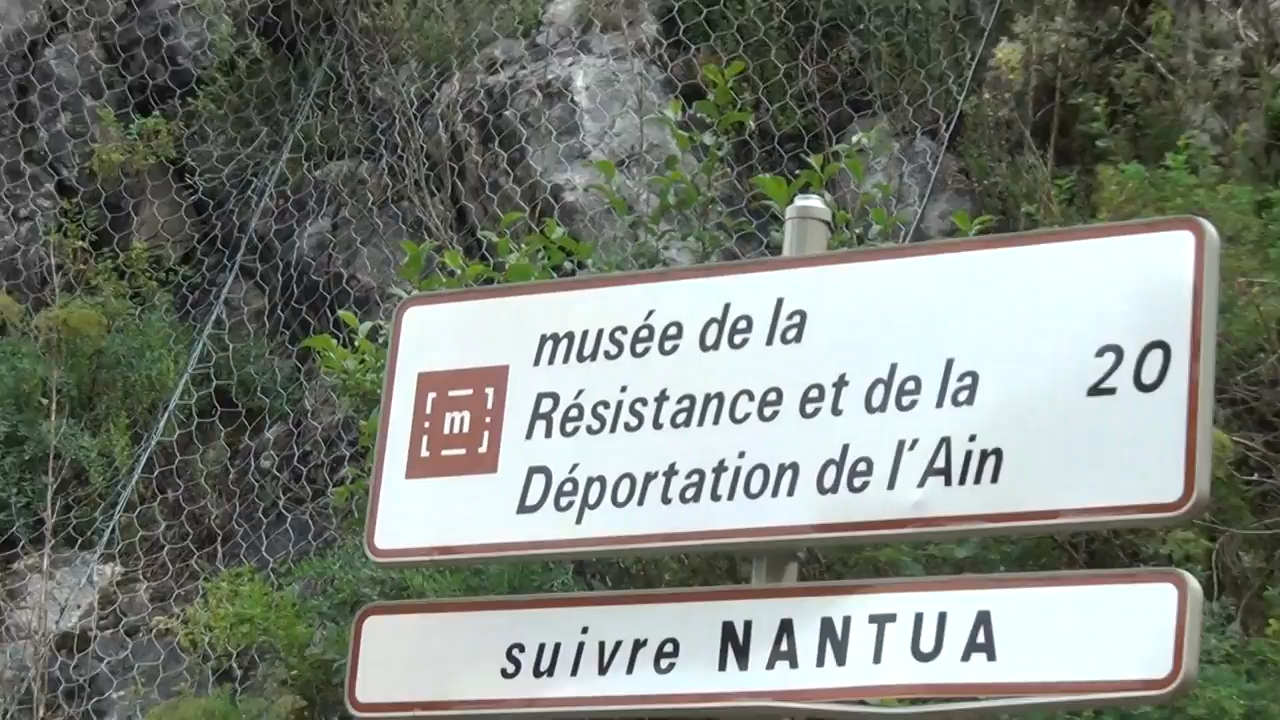 musée de la
Résistance et de la
Déportation de l'Ain
20
m
suivre NANTUA